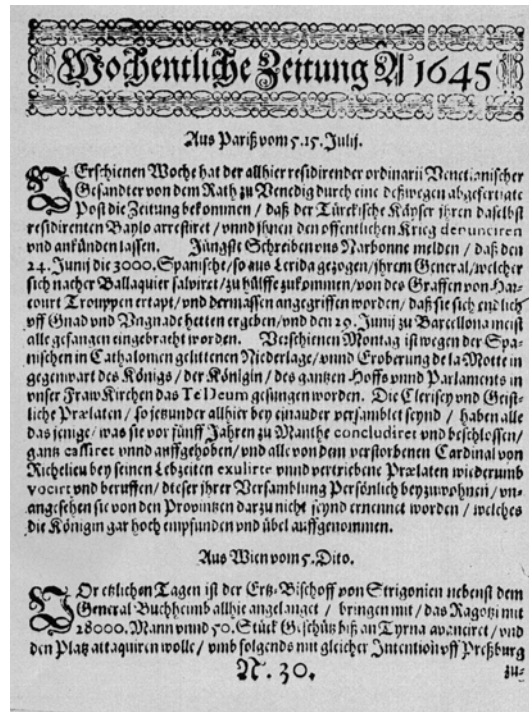 Wochentliche Zeitung A 1645
Aus Pariß vom 5.15. Julij.
Erschienen Woche hat der allhier residirender ordinarii Venetianischer
Gesandter von dem Rath zu Venedig durch eine deßwegen abgefertigte
Post die Zeitung bekommen / daß der Türckische Käyser ihren daselbst
residirenten Baylo arrestiret / vnnd ihnen den offentlichen Krieg denunciren
vnd ankünden lassen. Jüngste Schreiben vns Narbonne melden / daß den
24. Junij die 3000. Spanische / so aus Lerida gezogen / ihrem General / welcher
sich nacher Ballaquier salviret / zu hülffe zukommen / von des Graffen von Har-
court Trouppen ertapt / vnd dermassen angegriffen worden / daß sie sich endlich
vff Gnad vnd Vngnade hetten ergeben / vnd den 29. Junij zu Barcellona meist
alle gefangen eingebracht worden. Verschienen Montag ist wegen der Spa-
nischen in Cathalonien gelittenen Niederlage / vnnd Eroberung de la Motte in
gegenwart des Königs / der Königin / des gantzen Hoffs vnnd Parlaments in
vnser Fraw Kirchen das Te Deum gesungen worden. Die Clerisey vnd Geist-
liche Prælaten / so jetzunder allhier bey einander versamblet seynd / haben alle
das jenige / was sie vor fünff Jahren zu Manthe concludiret vnd beschlossen /
gantz cassiret vnnd auffgehoben / vnd alle von dem verstorbenen Cardinal von
Richelieu bey seinen Lebzeiten exulirte vnnd vertriebene Prælaten wiederumb
vocirt vnd beruffen / dieser ihrer Versamblung Persönlich beyzuwohnen / vn-
angesehen sie von den Provintzen darzu nicht seynd ernennet worden / welches
die Königin gar hoch empfunden vnd übel auffgenommen.
Aus Wien vom 5. Dito.
VOr etzlichen Tagen ist der Ertz-Bischoff von Strigonien nebenst dem
General Buchheimb allhie angelanget / bringen mit / das Ragotzi mit
28000. Mann vnnd 50. Stück Geschütz biß an Tyrna avanciret / vnd
den Platz attaquiren wolle / vmb folgends mit gleicher Intention vff Preßburg
N. 30. zu-